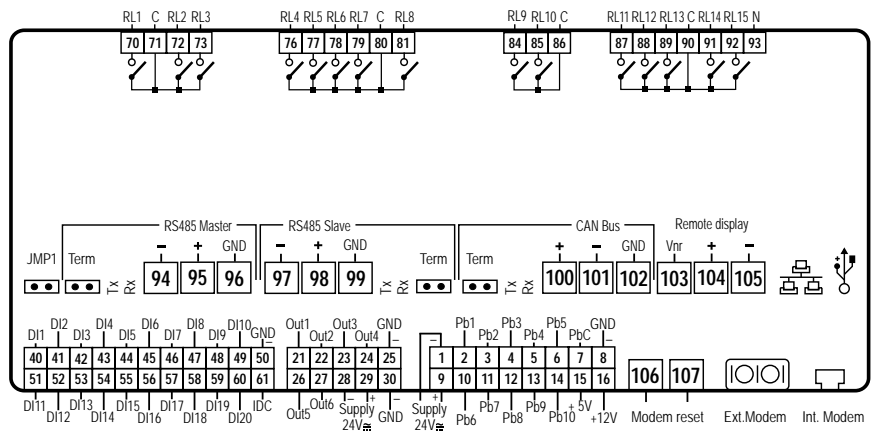 RL1 C RL2 RL3 RL4 RL5 RL6 RL7 C RL8 RL9 RL10 C RL11 RL12 RL13 C RL14 RL15 N
70 71 72 73 76 77 78 79 80 81 84 85 86 87 88 89 90 91 92 93
RS485 Master RS485 Slave CAN Bus Remote display
JMP1 Term − + GND − + GND Term Term + − GND Vnr + −
Tx Rx 94 95 96 97 98 99 Tx Rx Tx Rx 100 101 102 103 104 105
DI1 DI2 DI3 DI4 DI5 DI6 DI7 DI8 DI9 DI10 GND − Out1 Out2 Out3 Out4 GND − − Pb1 Pb2 Pb3 Pb4 Pb5 PbC GND −
40 41 42 43 44 45 46 47 48 49 50 21 22 23 24 25 1 2 3 4 5 6 7 8
51 52 53 54 55 56 57 58 59 60 61 26 27 28 29 30 9 10 11 12 13 14 15 16 106 107
DI11 DI12 DI13 DI14 DI15 DI16 DI17 DI18 DI19 DI20 IDC Out5 Out6 − + GND − + Pb6 Pb7 Pb8 Pb9 Pb10 + 5V +12V Modem reset Ext.Modem Int. Modem
Supply Supply
24V 24V